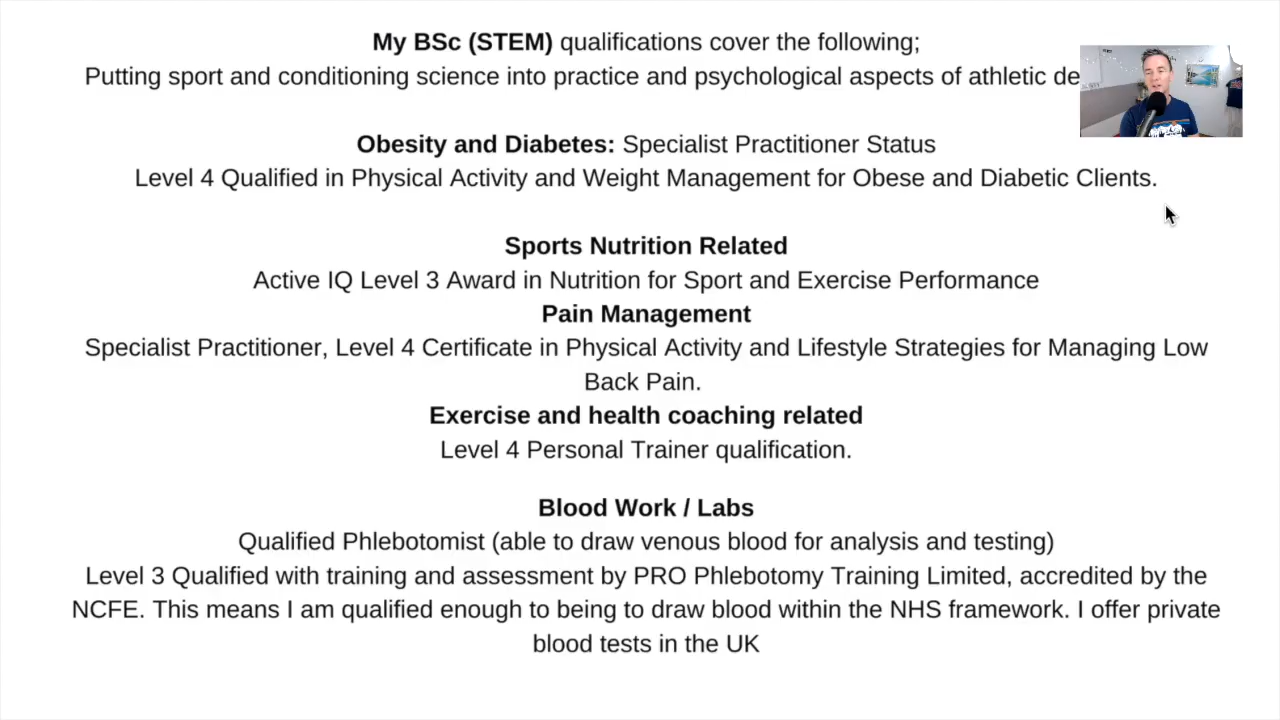 My BSc (STEM) qualifications cover the following;
Putting sport and conditioning science into practice and psychological aspects of athletic de
Obesity and Diabetes: Specialist Practitioner Status
Level 4 Qualified in Physical Activity and Weight Management for Obese and Diabetic Clients.
Sports Nutrition Related
Active IQ Level 3 Award in Nutrition for Sport and Exercise Performance
Pain Management
Specialist Practitioner, Level 4 Certificate in Physical Activity and Lifestyle Strategies for Managing Low
Back Pain.
Exercise and health coaching related
Level 4 Personal Trainer qualification.
Blood Work / Labs
Qualified Phlebotomist (able to draw venous blood for analysis and testing)
Level 3 Qualified with training and assessment by PRO Phlebotomy Training Limited, accredited by the
NCFE. This means I am qualified enough to being to draw blood within the NHS framework. I offer private
blood tests in the UK